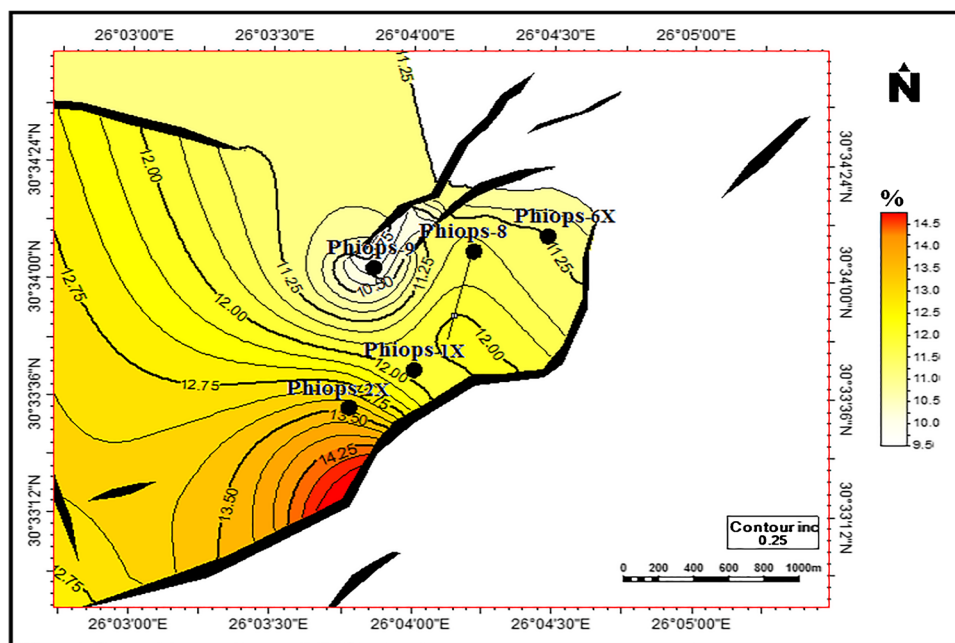 26°03'00"E 26°03'30"E 26°04'00"E 26°04'30"E 26°05'00"E
N
30°34'24"N
30°34'00"N
30°33'36"N
30°33'12"N
30°34'24"N
30°34'00"N
30°33'36"N
30°33'12"N
11.25
12.00
Phiops-6X
Phiops-8
Phiops-9
11.25
10.50
11.25
11.25
12.75
12.00
12.00
Phiops-1X
12.00
12.75
Phiops-2X
13.50
14.25
13.50
12.75
%
14.5
13.5
13.0
12.5
12.0
11.50
11.0
10.5
10.0
9.5
Contour inc
0.25
0 200 400 600 800 1000m
26°03'00"E 26°03'30"E 26°04'00"E 26°04'30"E 26°05'00"E